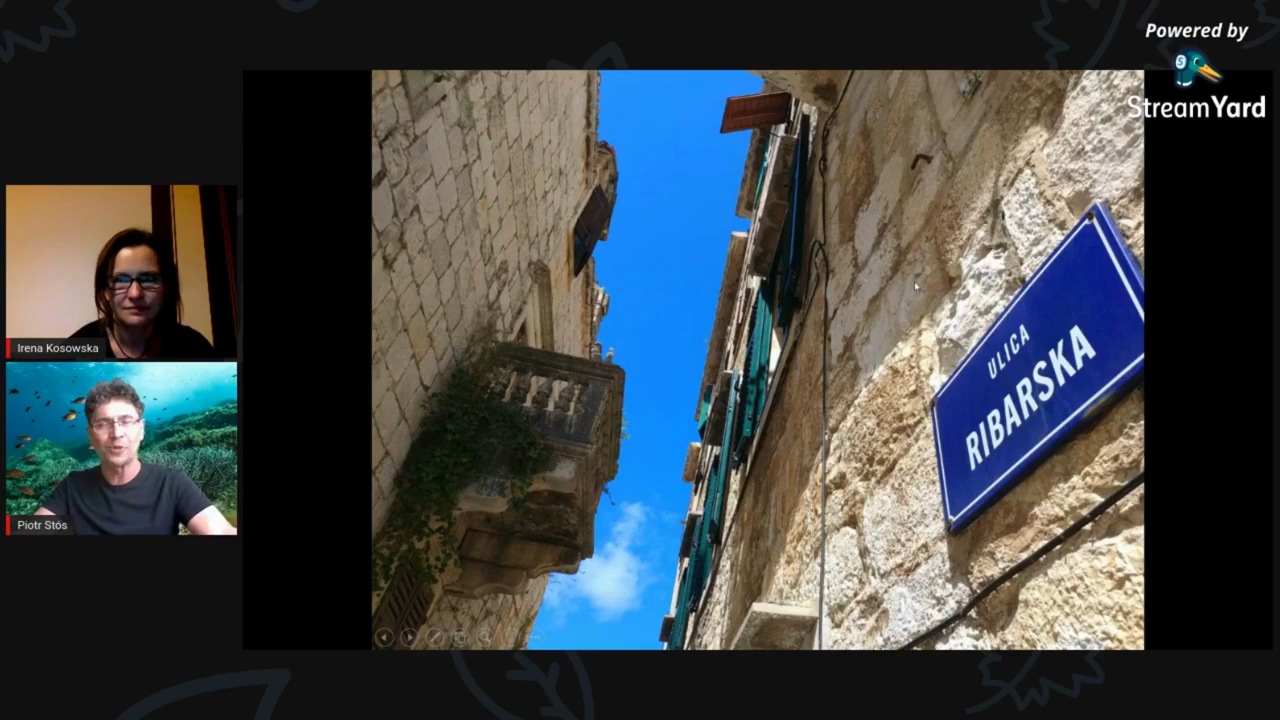 Powered by
StreamYard
Irena Kosowska
Piotr Stós
ULICA
RIBARSKA